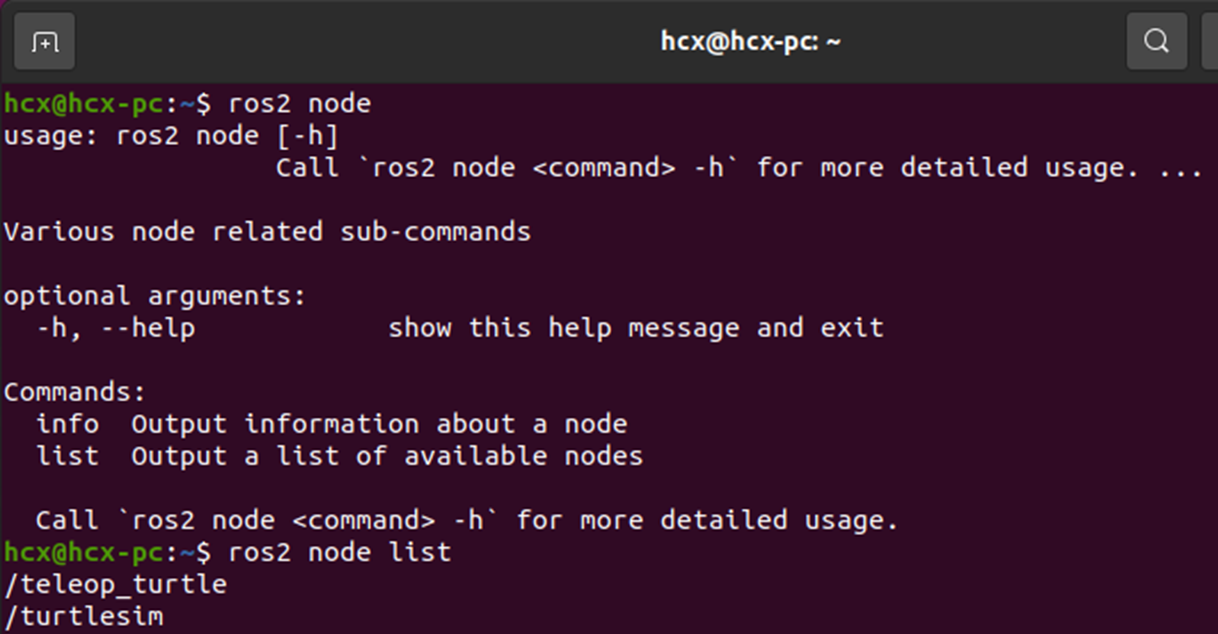 hcx@hcx-pc: ~
hcx@hcx-pc:~$ ros2 node
usage: ros2 node [-h]
                 Call `ros2 node <command> -h` for more detailed usage. ...

Various node related sub-commands

optional arguments:
  -h, --help            show this help message and exit

Commands:
  info  Output information about a node
  list  Output a list of available nodes

  Call `ros2 node <command> -h` for more detailed usage.
hcx@hcx-pc:~$ ros2 node list
/teleop_turtle
/turtlesim